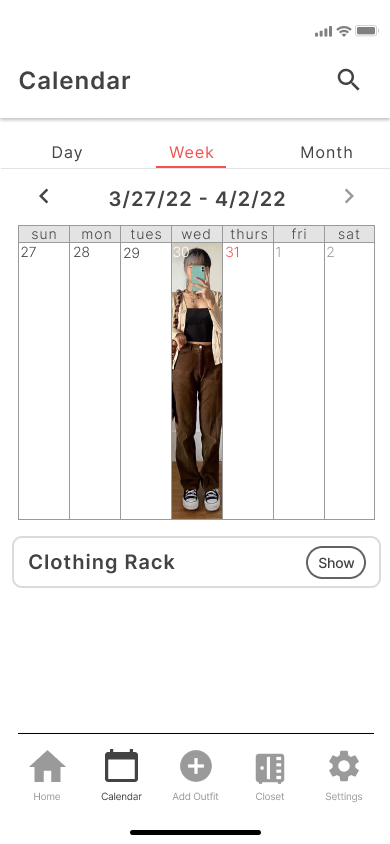 Calendar
Day Week Month
3/27/22 - 4/2/22
sun mon tues wed thurs fri sat
27 28 29 30 31 1 2
Clothing Rack Show
Home Calendar Add Outfit Closet Settings